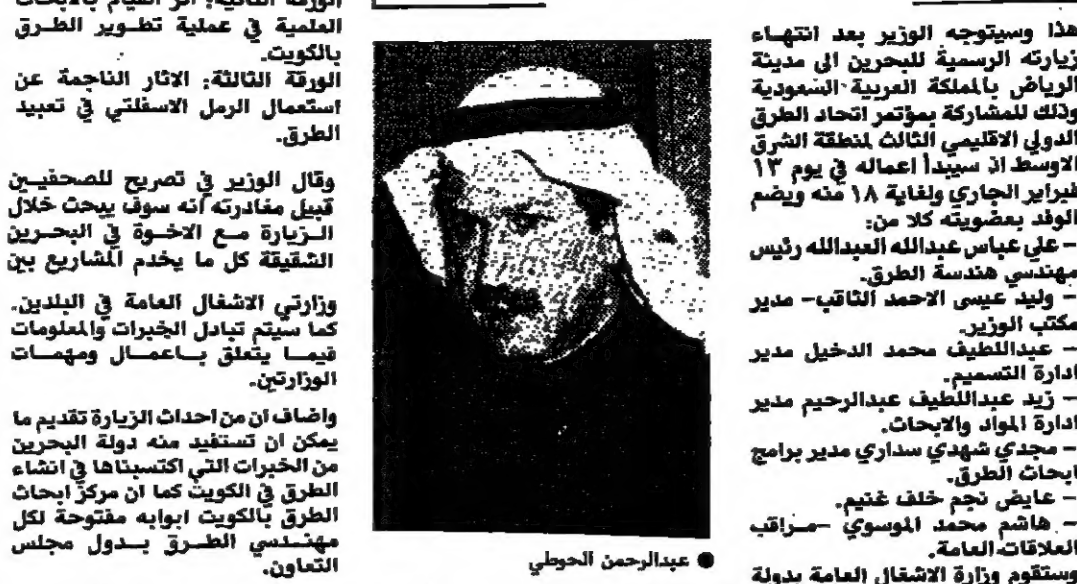 هذا وسيتوجه الوزير بعد انتهاء
زيارته الرسمية للبحرين الى مدينة
الرياض بالمملكة العربية السعودية
وذلك للمشاركة بمؤتمر اتحاد الطرق
الدولي الاقليمي الثالث لمنطقة الشرق
الاوسط اذ سيبدأ اعماله في يوم ١٣
فبراير الجاري ولغاية ١٨ منه ويضم
الوفد بعضويته كلا من:
– علي عباس عبدالله العبدالله رئيس
مهندسي هندسة الطرق.
– وليد عيسى الاحمد الثاقب– مدير
مكتب الوزير.
– عبداللطيف محمد الدخيل مدير
ادارة التسميم.
– زيد عبداللطيف عبدالرحيم مدير
ادارة المواد والابحاث.
– مجدي شهدي سداري مدير برامج
ابحاث الطرق.
– عايض نجم خلف غنيم.
– هاشم محمد الموسوي –مراقب
العلاقات العامة.
وستقوم وزارة الاشغال العامة بدولة
● عبدالرحمن الحوطي
الورقة الثانية: اثر القيام بالابحاث
العلمية في عملية تطوير الطرق
بالكويت.
الورقة الثالثة: الاثار الناجمة عن
استعمال الرمل الاسفلتي في تعبيد
الطرق.
وقال الوزير في تصريح للصحفيين
قبيل مغادرته انه سوف يبحث خلال
الزيارة مع الاخوة في البحرين
الشقيقة كل ما يخدم المشاريع بين
وزارتي الاشغال العامة في البلدين.
كما سيتم تبادل الخبرات والمعلومات
فيما يتعلق باعمال ومهمات
الوزارتين.
واضاف ان من احداث الزيارة تقديم ما
يمكن ان تستفيد منه دولة البحرين
من الخبرات التي اكتسبناها في انشاء
الطرق في الكويت كما ان مركز ابحاث
الطرق بالكويت ابوابه مفتوحة لكل
مهندسي الطرق بدول مجلس
التعاون.